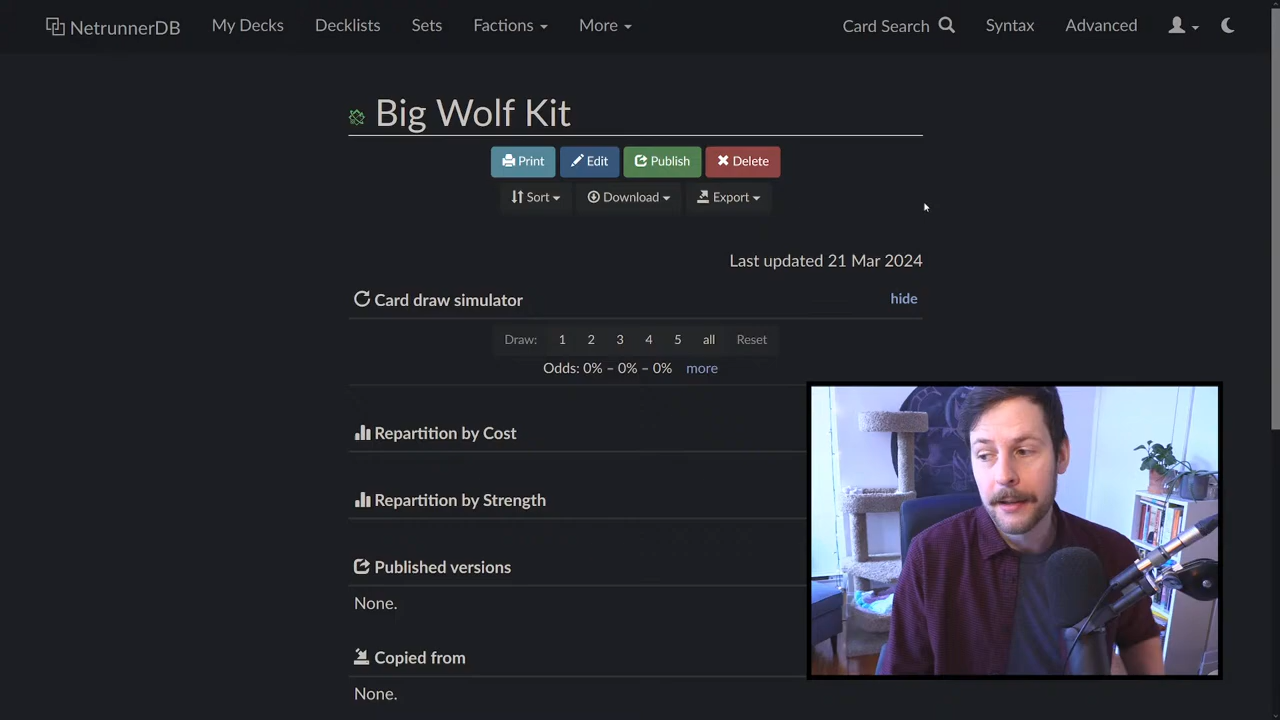 NetrunnerDB My Decks Decklists Sets Factions More Card Search Syntax Advanced
Big Wolf Kit
Print Edit Publish Delete
Sort Download Export
Last updated 21 Mar 2024
Card draw simulator hide
Draw: 1 2 3 4 5 all Reset
Odds: 0% – 0% – 0% more
Repartition by Cost
Repartition by Strength
Published versions
None.
Copied from
None.